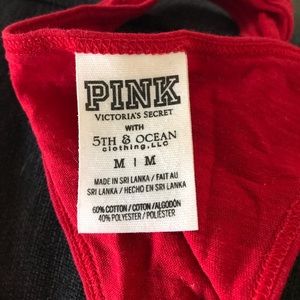 PINK
VICTORIA'S SECRET
WITH
5TH & OCEAN
clothing, LLC
M | M
MADE IN SRI LANKA / FAIT AU
SRI LANKA / HECHO EN SRI LANKA
60% COTTON / COTON / ALGODÓN
40% POLYESTER / POLIÉSTER